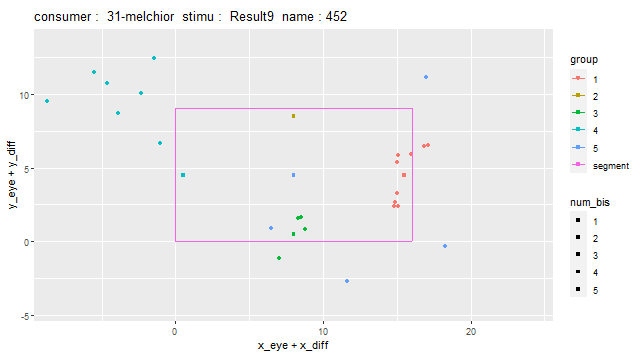 consumer :  31-melchior  stimu :  Result9  name : 452
10
5
0
-5
y_eye + y_diff
0
10
20
x_eye + x_diff
group
1
2
3
4
5
segment
num_bis
1
2
3
4
5